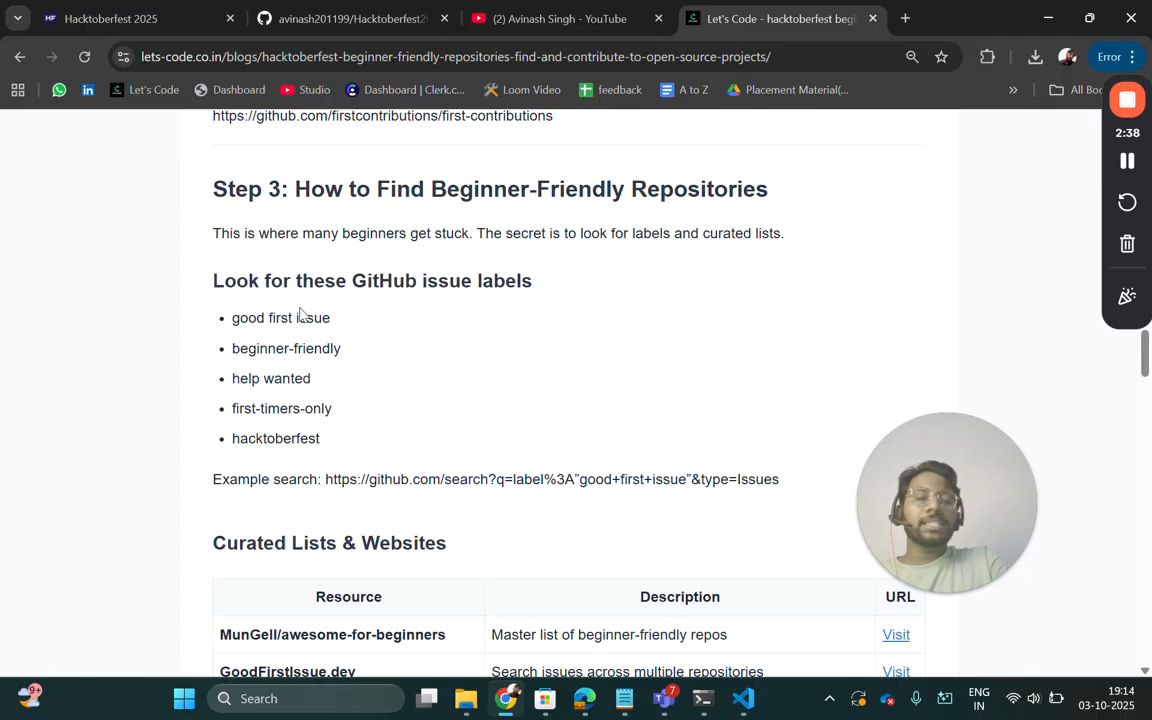 Hacktoberfest 2025
avinash201199/Hacktoberfest2
(2) Avinash Singh - YouTube
Let's Code - hacktoberfest begi
lets-code.co.in/blogs/hacktoberfest-beginner-friendly-repositories-find-and-contribute-to-open-source-projects/
Error
Let's Code
Dashboard
Studio
Dashboard | Clerk.c...
Loom Video
feedback
A to Z
Placement Material(...
»
All Boo
2:38
https://github.com/firstcontributions/first-contributions
Step 3: How to Find Beginner-Friendly Repositories
This is where many beginners get stuck. The secret is to look for labels and curated lists.
Look for these GitHub issue labels
• good first issue
• beginner-friendly
• help wanted
• first-timers-only
• hacktoberfest
Example search: https://github.com/search?q=label%3A"good+first+issue"&type=Issues
Curated Lists & Websites
Resource Description URL
MunGell/awesome-for-beginners Master list of beginner-friendly repos Visit
GoodFirstIssue.dev Search issues across multiple repositories Visit
9+
Search
7
ENG
IN
19:14
03-10-2025